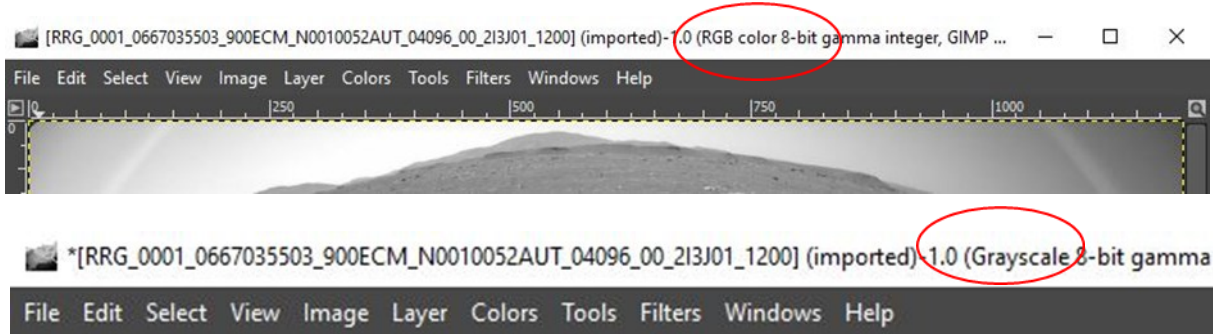 [RRG_0001_0667035503_900ECM_N0010052AUT_04096_00_2I3J01_1200] (imported)-1.0 (RGB color 8-bit gamma integer, GIMP ...
File Edit Select View Image Layer Colors Tools Filters Windows Help
0 250 500 750 1000
0
*[RRG_0001_0667035503_900ECM_N0010052AUT_04096_00_2I3J01_1200] (imported)-1.0 (Grayscale 8-bit gamma
File Edit Select View Image Layer Colors Tools Filters Windows Help